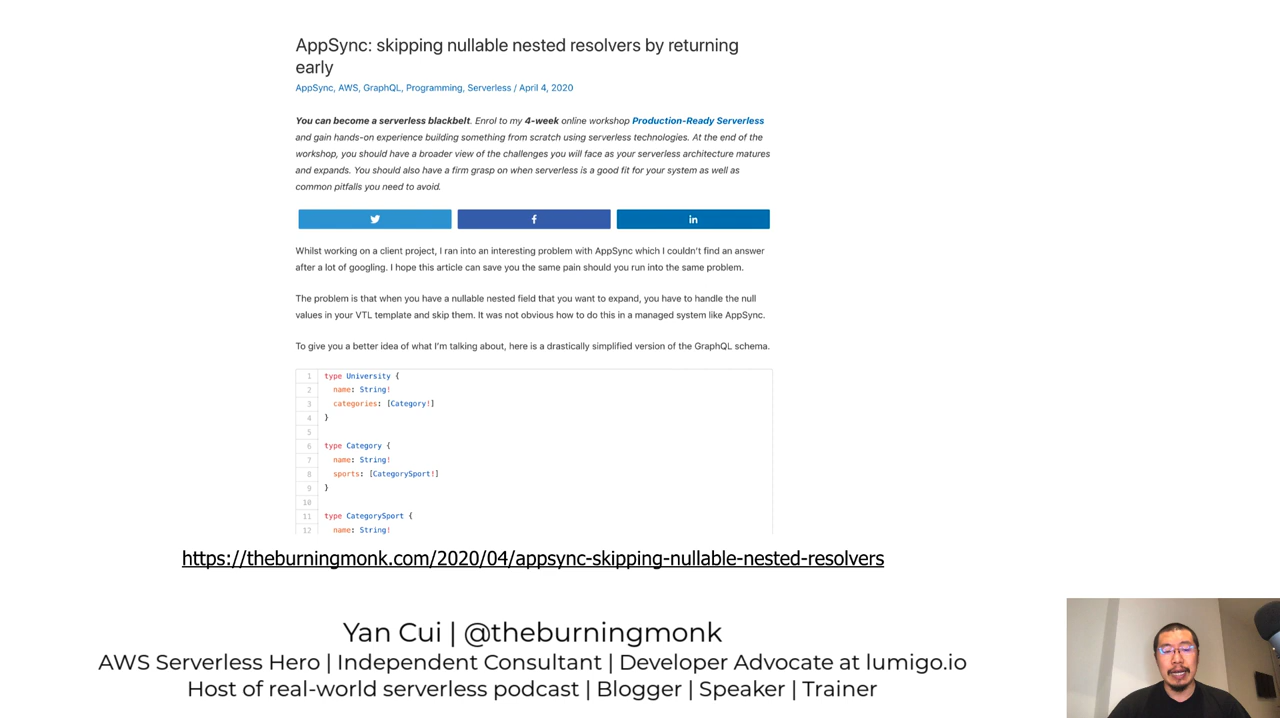 AppSync: skipping nullable nested resolvers by returning
early
AppSync, AWS, GraphQL, Programming, Serverless / April 4, 2020
You can become a serverless blackbelt. Enrol to my 4-week online workshop Production-Ready Serverless
and gain hands-on experience building something from scratch using serverless technologies. At the end of the
workshop, you should have a broader view of the challenges you will face as your serverless architecture matures
and expands. You should also have a firm grasp on when serverless is a good fit for your system as well as
common pitfalls you need to avoid.
f
in
Whilst working on a client project, I ran into an interesting problem with AppSync which I couldn't find an answer
after a lot of googling. I hope this article can save you the same pain should you run into the same problem.
The problem is that when you have a nullable nested field that you want to expand, you have to handle the null
values in your VTL template and skip them. It was not obvious how to do this in a managed system like AppSync.
To give you a better idea of what I'm talking about, here is a drastically simplified version of the GraphQL schema.
1 type University {
2 name: String!
3 categories: [Category!]
4 }
5
6 type Category {
7 name: String!
8 sports: [CategorySport!]
9 }
10
11 type CategorySport {
12 name: String!
https://theburningmonk.com/2020/04/appsync-skipping-nullable-nested-resolvers
Yan Cui | @theburningmonk
AWS Serverless Hero | Independent Consultant | Developer Advocate at lumigo.io
Host of real-world serverless podcast | Blogger | Speaker | Trainer